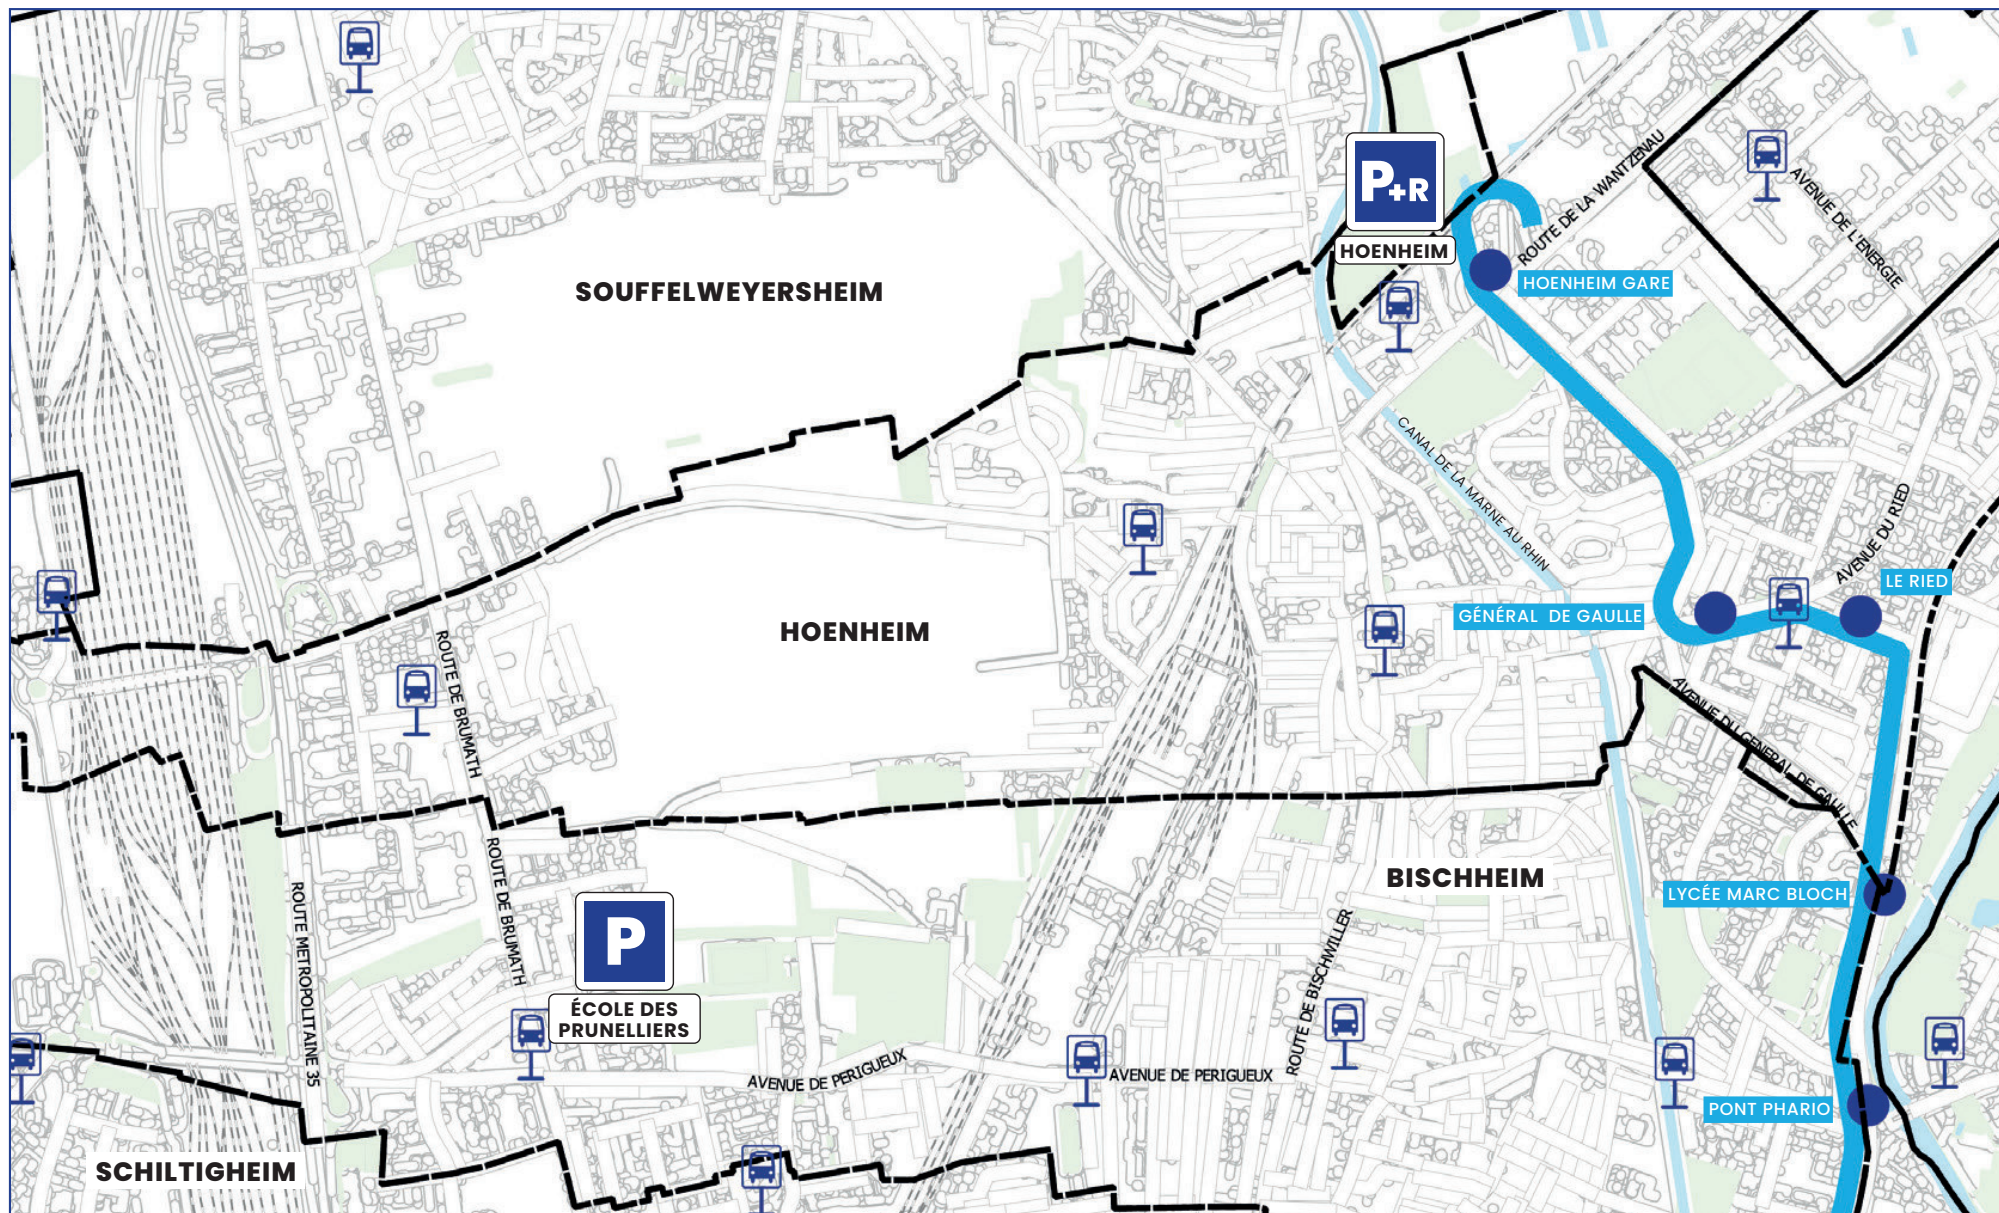 P+R
HOENHEIM
ROUTE DE LA WANTZENAU
AVENUE DE L'ENERGIE
HOENHEIM GARE
SOUFFELWEYERSHEIM
CANAL DE LA MARNE AU RHIN
AVENUE DU RIED
LE RIED
GÉNÉRAL DE GAULLE
HOENHEIM
ROUTE DE BRUMATH
AVENUE DU GENERAL DE GAULLE
BISCHHEIM
LYCÉE MARC BLOCH
ROUTE DE BRUMATH
ROUTE METROPOLITAINE 35
P
ÉCOLE DES
PRUNELLIERS
ROUTE DE BISCHWILLER
AVENUE DE PERIGUEUX
AVENUE DE PERIGUEUX
PONT PHARIO
SCHILTIGHEIM